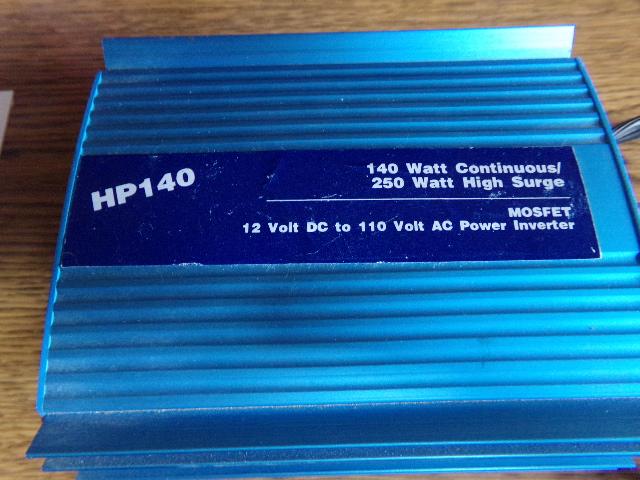 HP140
140 Watt Continuous/
250 Watt High Surge
MOSFET
12 Volt DC to 110 Volt AC Power Inverter